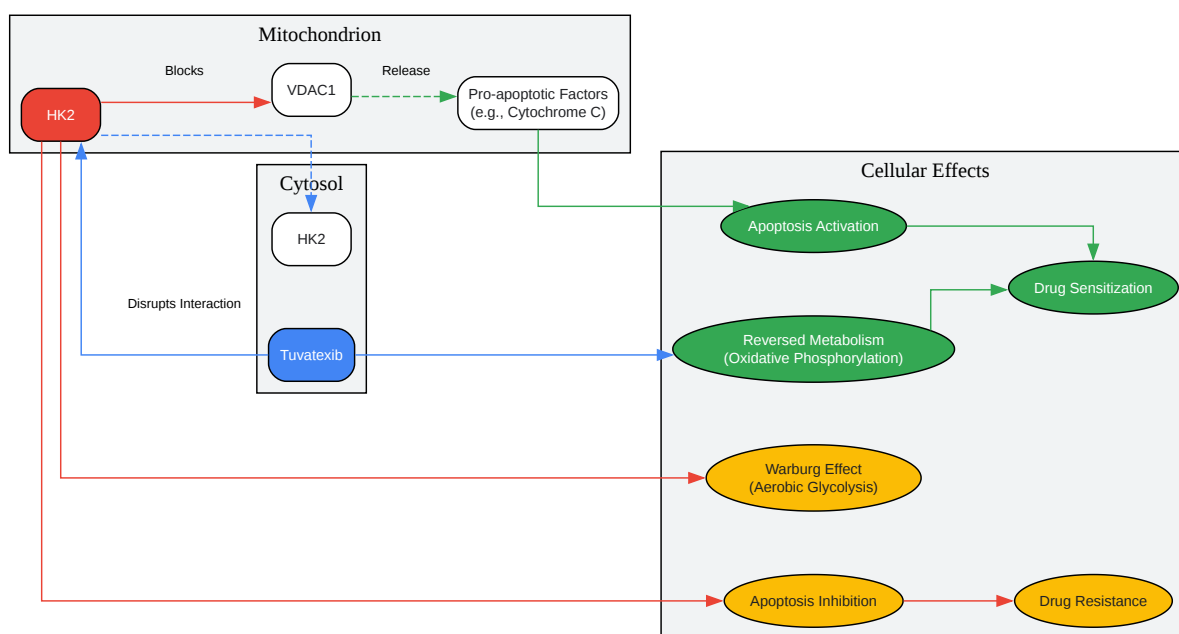 Mitochondrion
Blocks
Release
VDAC1
HK2
Pro-apoptotic Factors
(e.g., Cytochrome C)
Cytosol
HK2
Disrupts Interaction
Tuvatexib
Cellular Effects
Apoptosis Activation
Drug Sensitization
Reversed Metabolism
(Oxidative Phosphorylation)
Warburg Effect
(Aerobic Glycolysis)
Apoptosis Inhibition
Drug Resistance